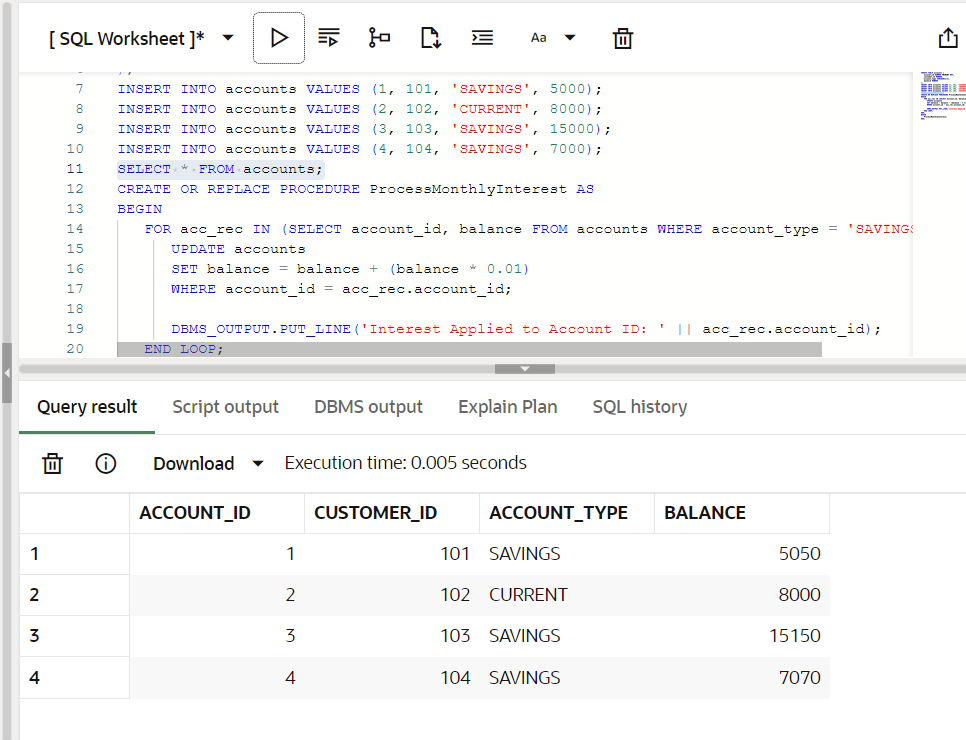 [ SQL Worksheet ]*
Aa
7 INSERT INTO accounts VALUES (1, 101, 'SAVINGS', 5000);
8 INSERT INTO accounts VALUES (2, 102, 'CURRENT', 8000);
9 INSERT INTO accounts VALUES (3, 103, 'SAVINGS', 15000);
10 INSERT INTO accounts VALUES (4, 104, 'SAVINGS', 7000);
11 SELECT * FROM accounts;
12 CREATE OR REPLACE PROCEDURE ProcessMonthlyInterest AS
13 BEGIN
14 FOR acc_rec IN (SELECT account_id, balance FROM accounts WHERE account_type = 'SAVINGS
15 UPDATE accounts
16 SET balance = balance + (balance * 0.01)
17 WHERE account_id = acc_rec.account_id;
18
19 DBMS_OUTPUT.PUT_LINE('Interest Applied to Account ID: ' || acc_rec.account_id);
20 END LOOP;
Query result Script output DBMS output Explain Plan SQL history
Download Execution time: 0.005 seconds
ACCOUNT_ID CUSTOMER_ID ACCOUNT_TYPE BALANCE
1 1 101 SAVINGS 5050
2 2 102 CURRENT 8000
3 3 103 SAVINGS 15150
4 4 104 SAVINGS 7070